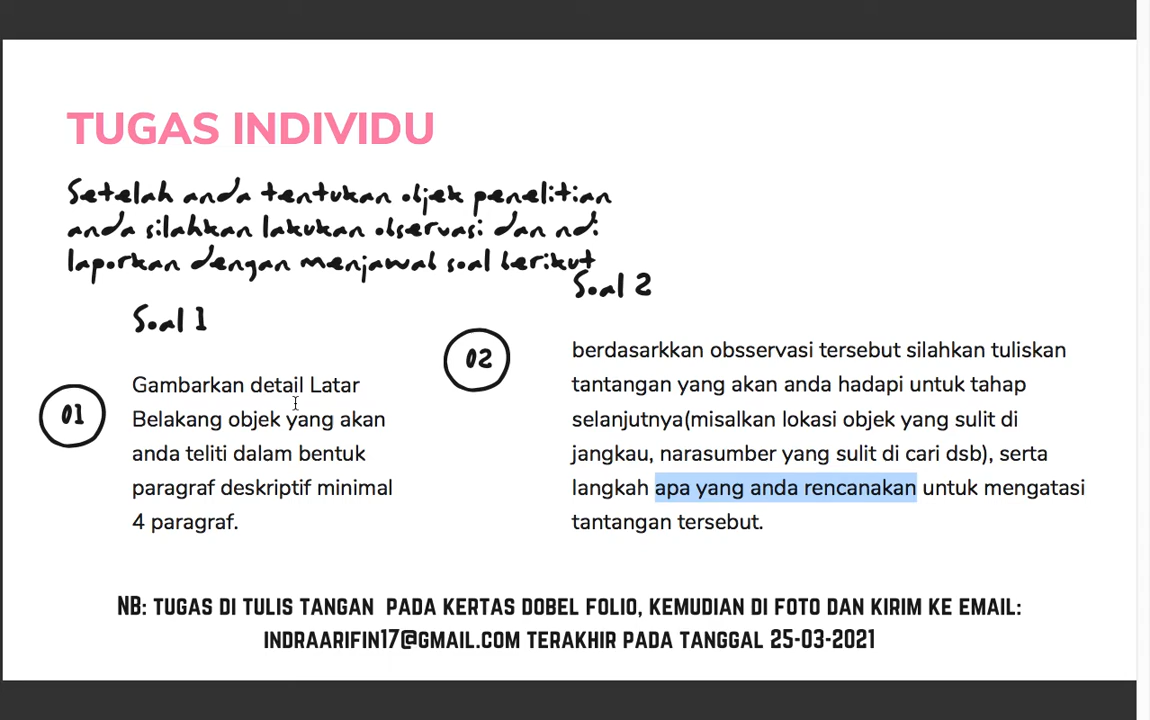 TUGAS INDIVIDU
Setelah anda tentukan objek penelitian
anda silahkan lakukan observasi dan ndi
laporkan dengan menjawab soal berikut
Soal 1
01
Gambarkan detail Latar
Belakang objek yang akan
anda teliti dalam bentuk
paragraf deskriptif minimal
4 paragraf.
Soal 2
02
berdasarkkan obsservasi tersebut silahkan tuliskan
tantangan yang akan anda hadapi untuk tahap
selanjutnya(misalkan lokasi objek yang sulit di
jangkau, narasumber yang sulit di cari dsb), serta
langkah apa yang anda rencanakan untuk mengatasi
tantangan tersebut.
NB: TUGAS DI TULIS TANGAN PADA KERTAS DOBEL FOLIO, KEMUDIAN DI FOTO DAN KIRIM KE EMAIL:
INDRAARIFIN17@GMAIL.COM TERAKHIR PADA TANGGAL 25-03-2021